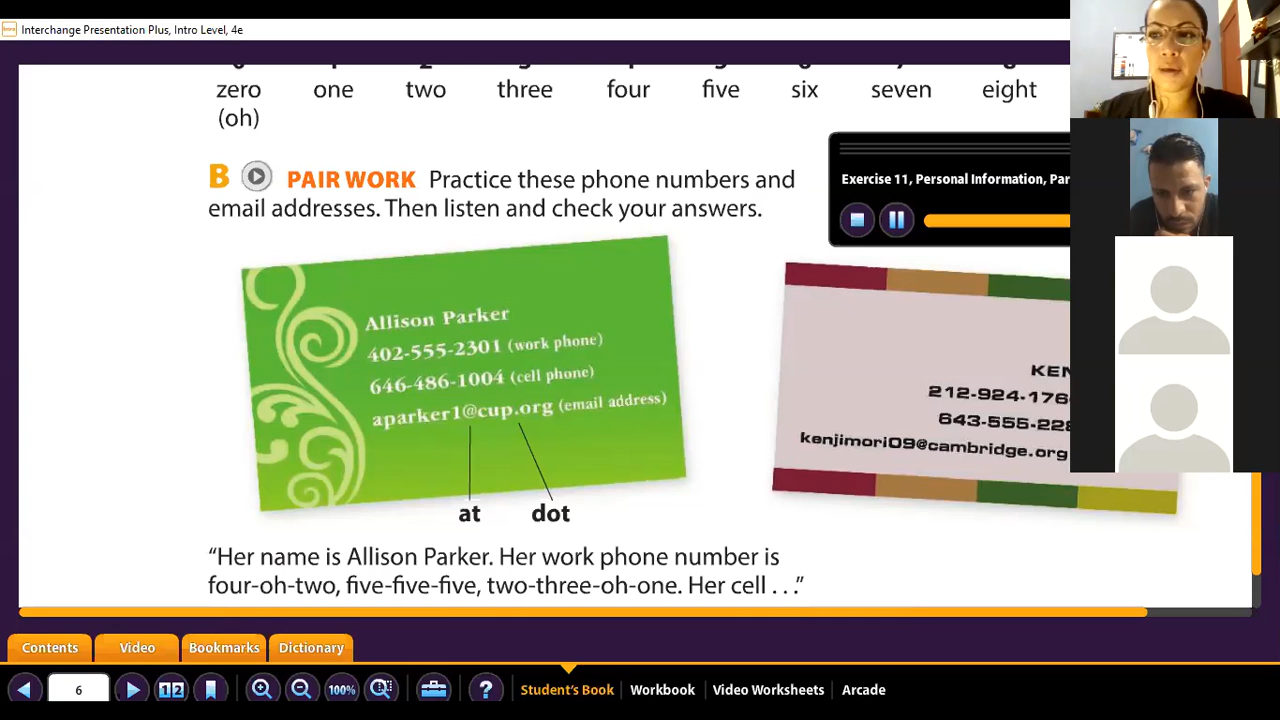 Interchange Presentation Plus, Intro Level, 4e
zero one two three four five six seven eight
(oh)
B PAIR WORK Practice these phone numbers and
email addresses. Then listen and check your answers.
Exercise 11, Personal Information, Par
Allison Parker
402-555-2301 (work phone)
646-486-1004 (cell phone)
aparker1@cup.org (email address)
at dot
KEN
212-924-176
643-555-228
kenjimori09@cambridge.org
“Her name is Allison Parker. Her work phone number is
four-oh-two, five-five-five, two-three-oh-one. Her cell . . .”
Contents Video Bookmarks Dictionary
6 1 2 100% ? Student's Book Workbook Video Worksheets Arcade